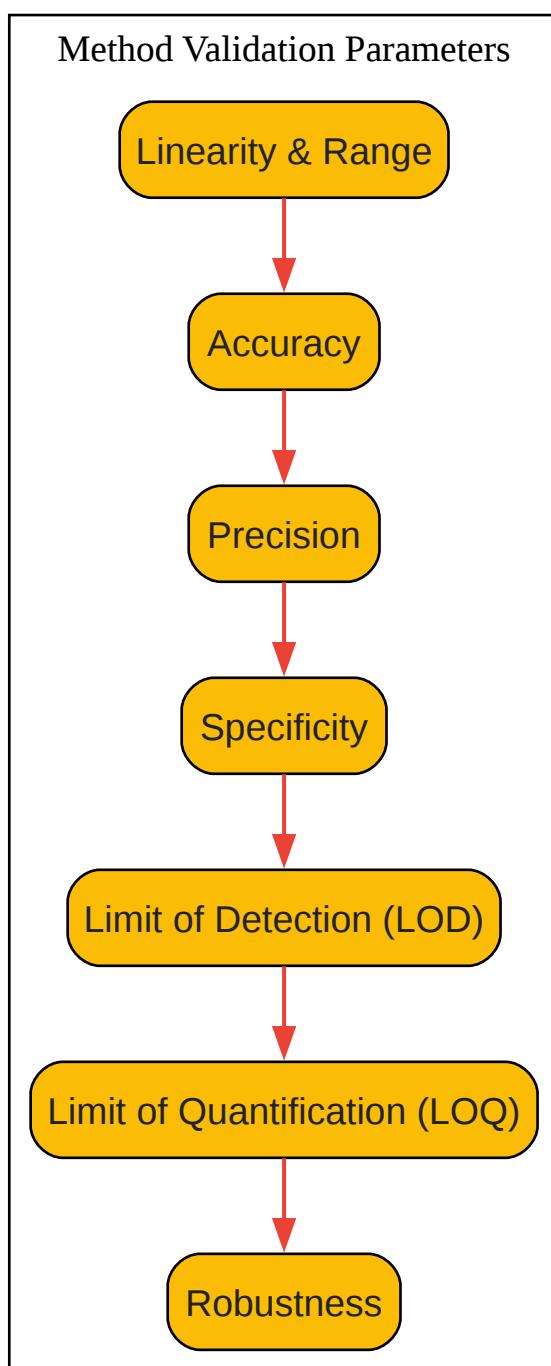 Method Validation Parameters
Linearity & Range
Accuracy
Precision
Specificity
Limit of Detection (LOD)
Limit of Quantification (LOQ)
Robustness